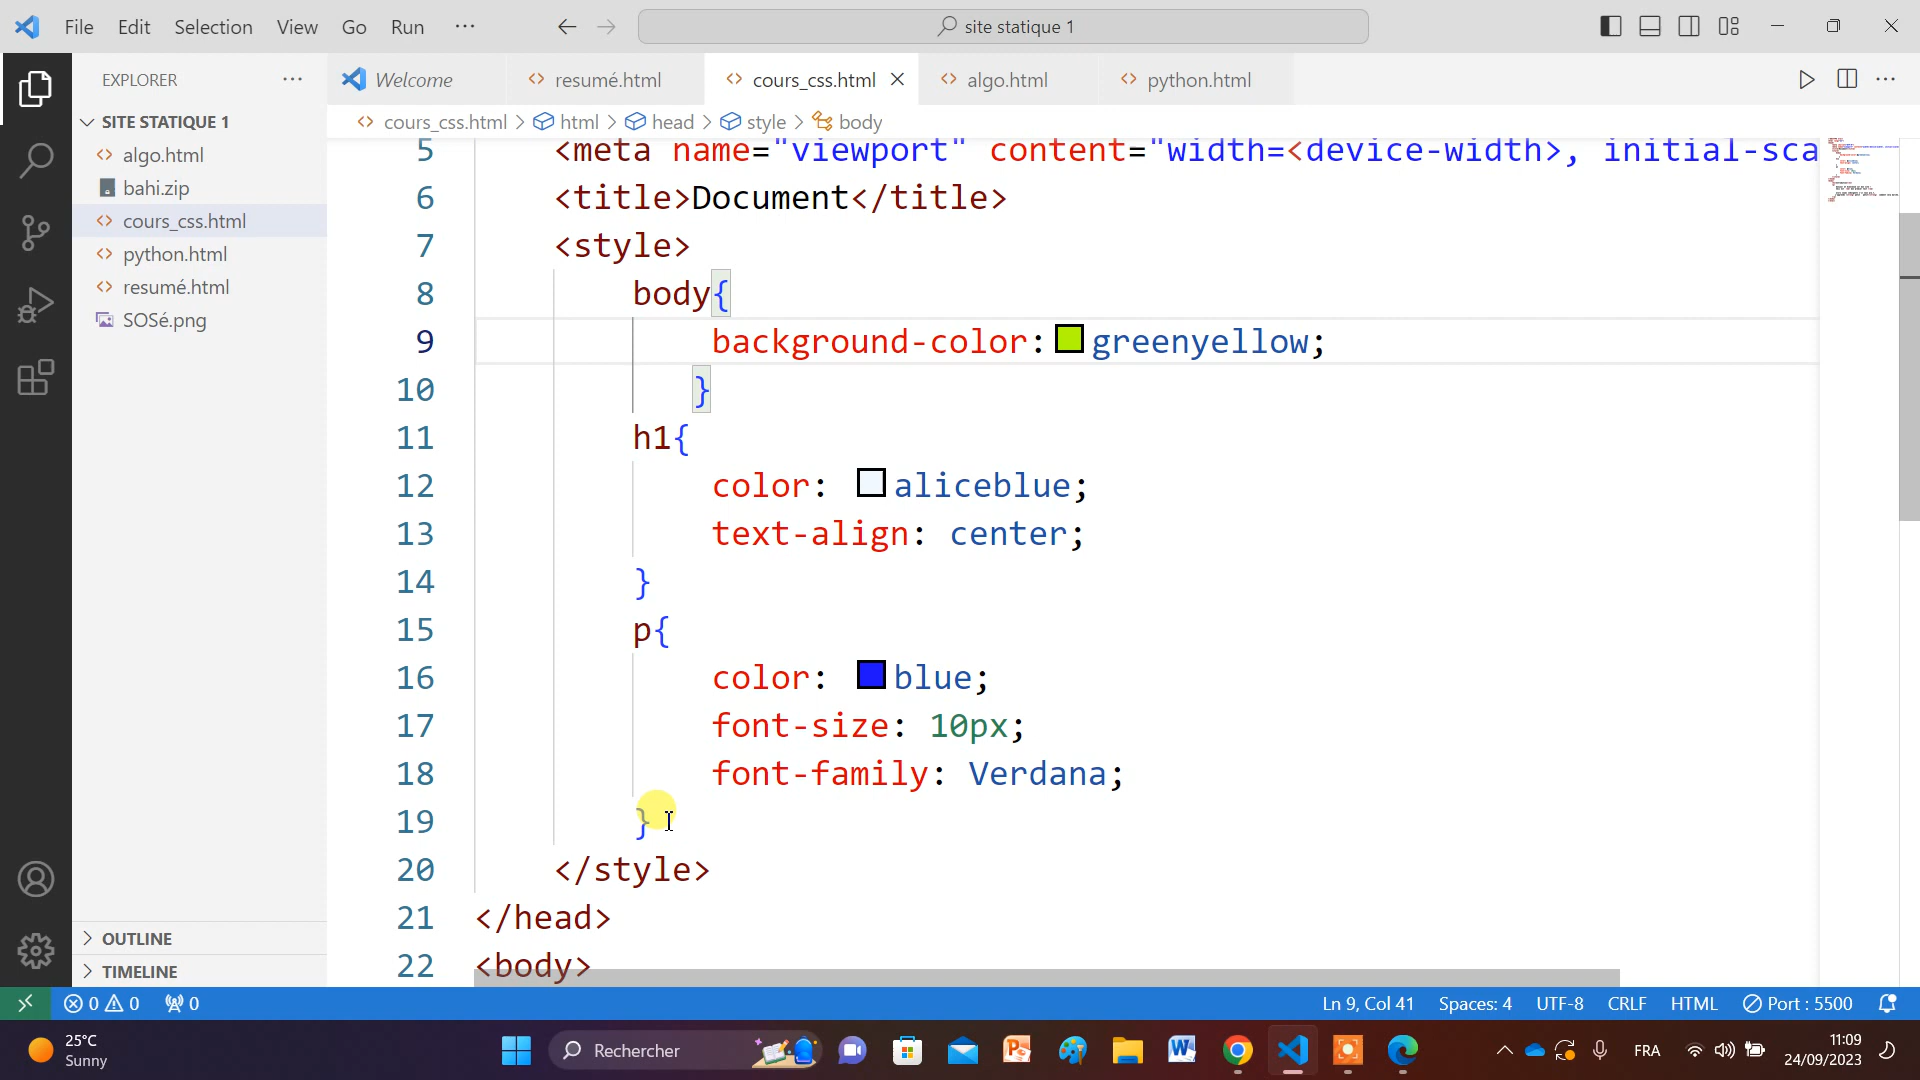 File Edit Selection View Go Run ···
site statique 1
EXPLORER ···
Welcome resumé.html cours_css.html algo.html python.html ···
SITE STATIQUE 1
cours_css.html > html > head > style > body
algo.html
bahi.zip
cours_css.html
python.html
resumé.html
SOSé.png
5 <meta name="viewport" content="width=<device-width>, initial-sca
6 <title>Document</title>
7 <style>
8 body{
9 background-color: greenyellow;
10 }
11 h1{
12 color: aliceblue;
13 text-align: center;
14 }
15 p{
16 color: blue;
17 font-size: 10px;
18 font-family: Verdana;
19 }
20 </style>
21 </head>
22 <body>
OUTLINE
TIMELINE
0 0 0 Ln 9, Col 41 Spaces: 4 UTF-8 CRLF HTML Port : 5500
25°C
Sunny
Rechercher
FRA
11:09
24/09/2023